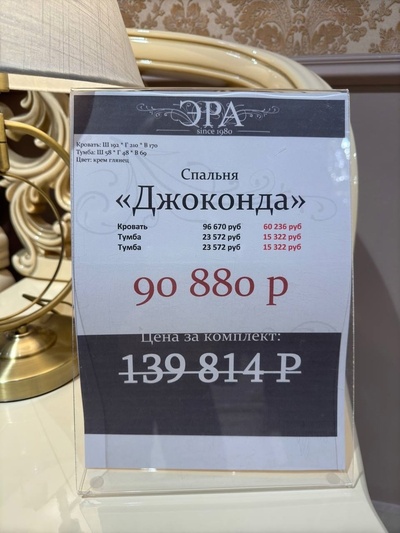 ЭРА
since 1980
Кровать: Ш 192 * Г 210 * В 170
Тумба: Ш 58 * Г 48 * В 69
Цвет: крем глянец
Спальня
«Джоконда»
Кровать 96 670 руб 60 236 руб
Тумба 23 572 руб 15 322 руб
Тумба 23 572 руб 15 322 руб
90 880 р
Цена за комплект:
139 814 ₽